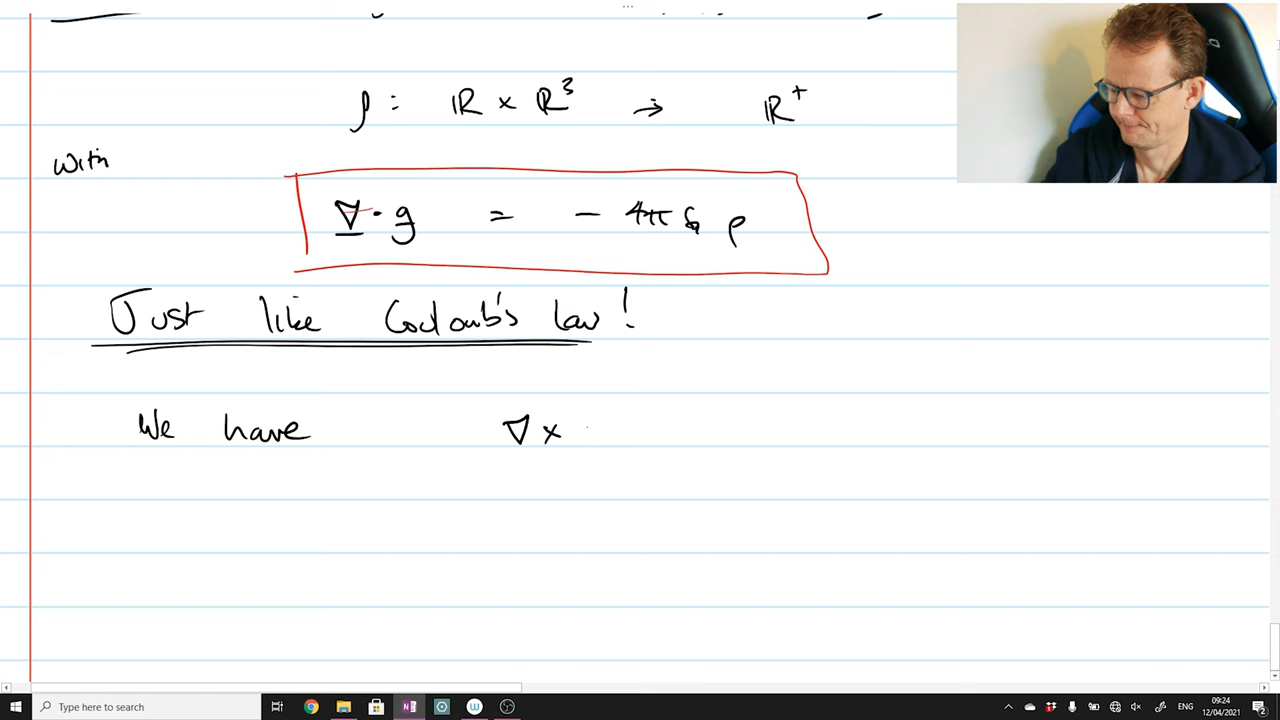 ρ : ℝ × ℝ³ → ℝ⁺
with
∇ · g = − 4πG ρ
Just like Coulomb's law!
We have ∇ ×
Type here to search
ENG
09:24
12/04/2021
2